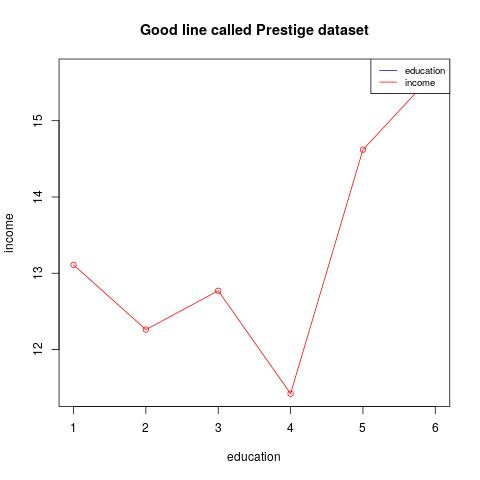 Good line called Prestige dataset
education
income
15
14
13
12
income
1 2 3 4 5 6
education